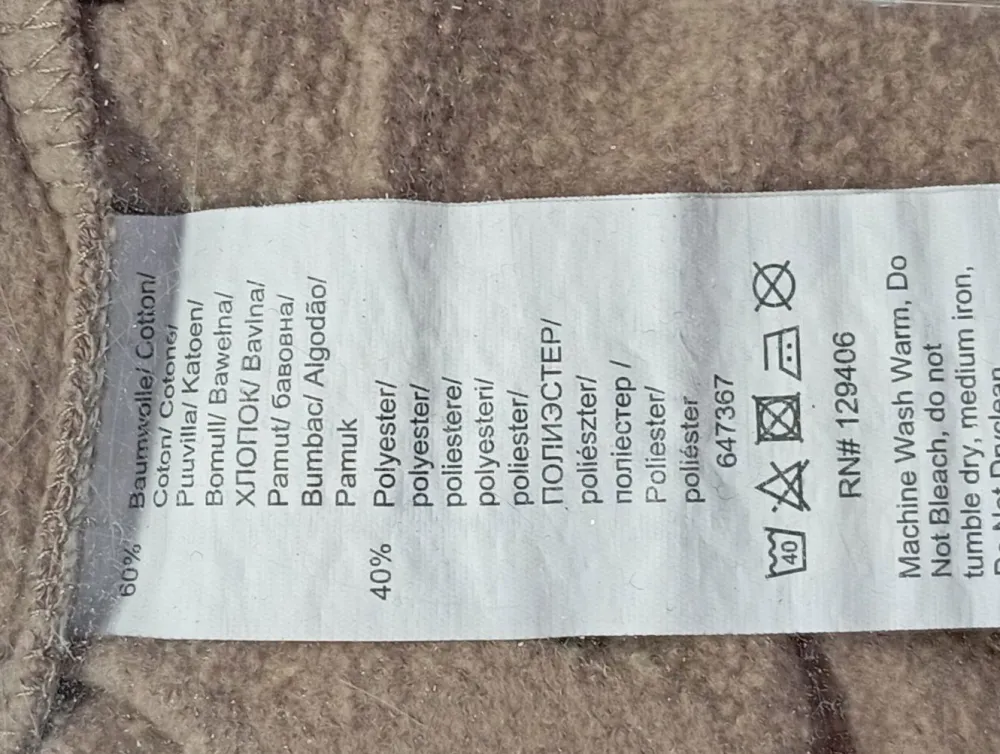 60% Baumwolle/ Cotton/
Coton/ Cotone/
Puuvilla/ Katoen/
Bomull/ Bawełna/
ХЛОПОК/ Bavlna/
Pamut/ бавовна/
Bumbac/ Algodão/
Pamuk
40% Polyester/
polyester/
poliestere/
polyesteri/
poliester/
ПОЛИЭСТЕР/
poliészter/
поліестер /
Poliester/
poliéster
647367
40
RN# 129406
Machine Wash Warm, Do
Not Bleach, do not
tumble dry, medium iron,